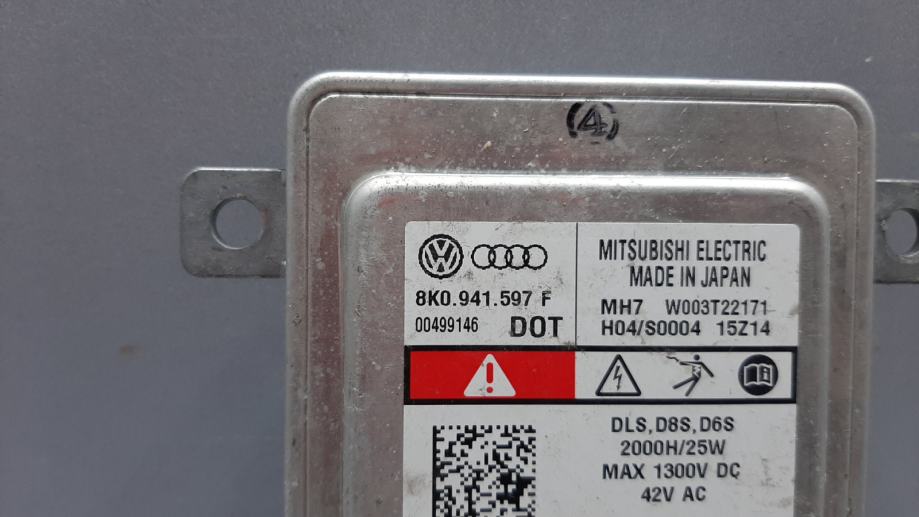 (4)
VW
8K0.941.597 F
00499146 DOT
MITSUBISHI ELECTRIC
MADE IN JAPAN
MH7 W003T22171
H04/S0004 15Z14
DLS,D8S,D6S
2000H/25W
MAX 1300V DC
42V AC